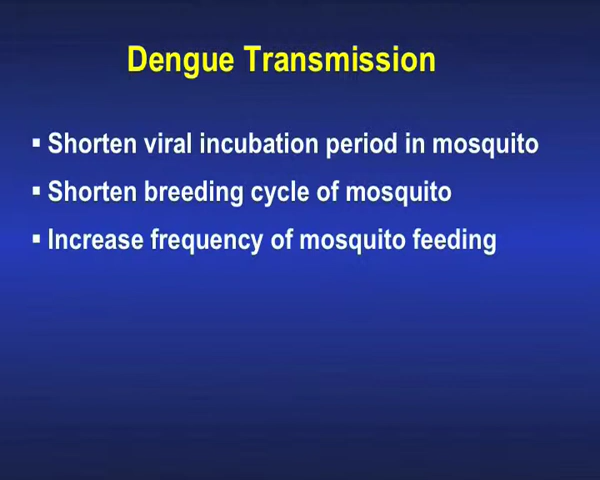 Dengue Transmission
▪ Shorten viral incubation period in mosquito
▪ Shorten breeding cycle of mosquito
▪ Increase frequency of mosquito feeding